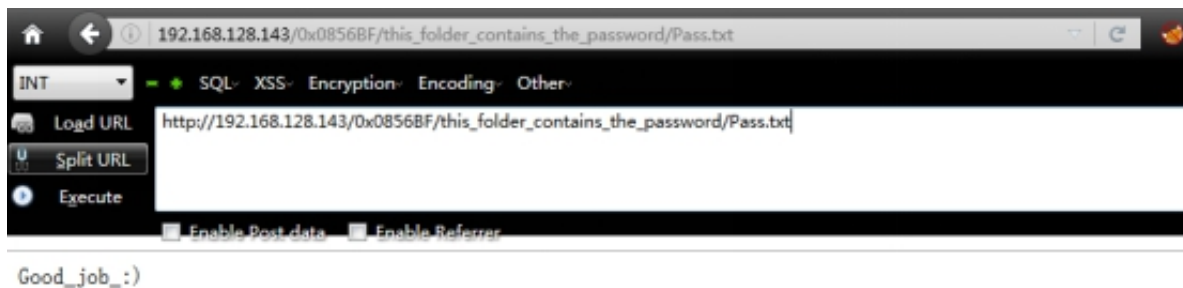 192.168.128.143/0x0856BF/this_folder_contains_the_password/Pass.txt
INT SQL XSS Encryption Encoding Other
Load URL http://192.168.128.143/0x0856BF/this_folder_contains_the_password/Pass.txt
Split URL
Execute
Enable Post data Enable Referrer
Good_job_:)